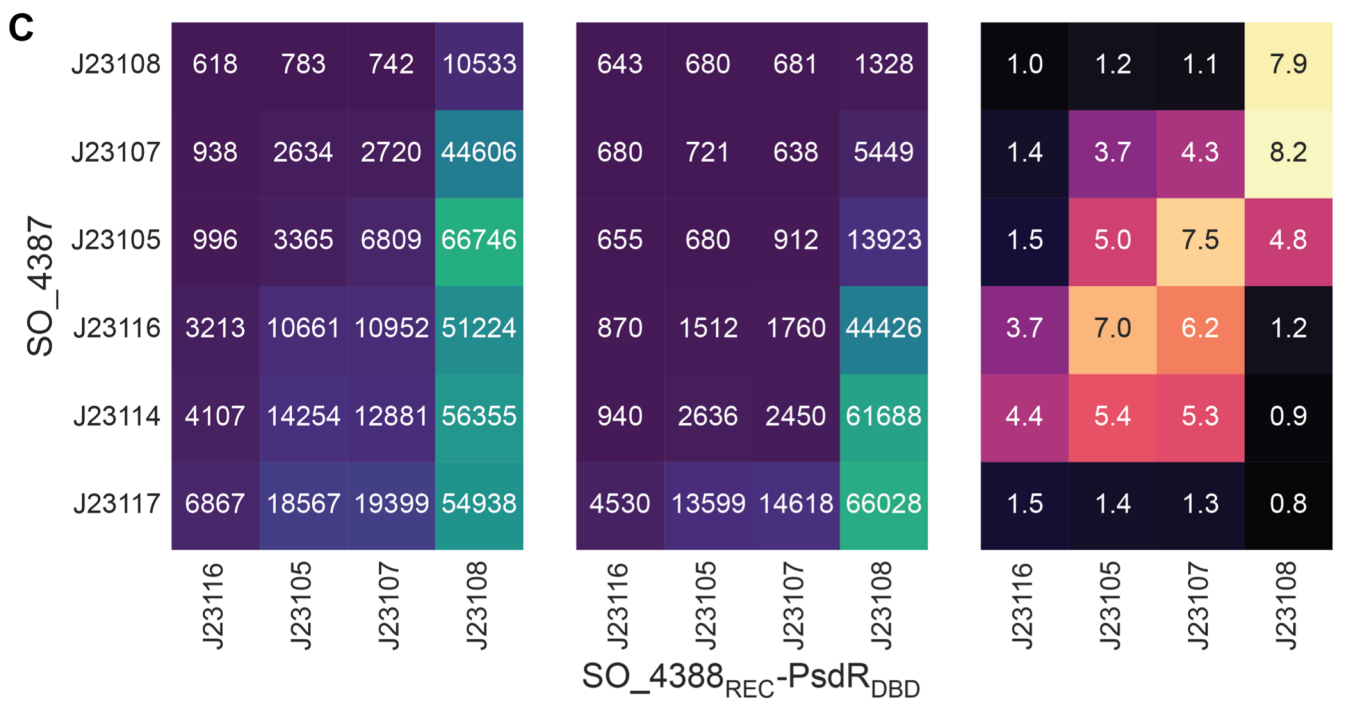 C
SO_4387
J23108 618 783 742 10533 643 680 681 1328 1.0 1.2 1.1 7.9
J23107 938 2634 2720 44606 680 721 638 5449 1.4 3.7 4.3 8.2
J23105 996 3365 6809 66746 655 680 912 13923 1.5 5.0 7.5 4.8
J23116 3213 10661 10952 51224 870 1512 1760 44426 3.7 7.0 6.2 1.2
J23114 4107 14254 12881 56355 940 2636 2450 61688 4.4 5.4 5.3 0.9
J23117 6867 18567 19399 54938 4530 13599 14618 66028 1.5 1.4 1.3 0.8
J23116 J23105 J23107 J23108 J23116 J23105 J23107 J23108 J23116 J23105 J23107 J23108
SO_4388REC-PsdRDBD